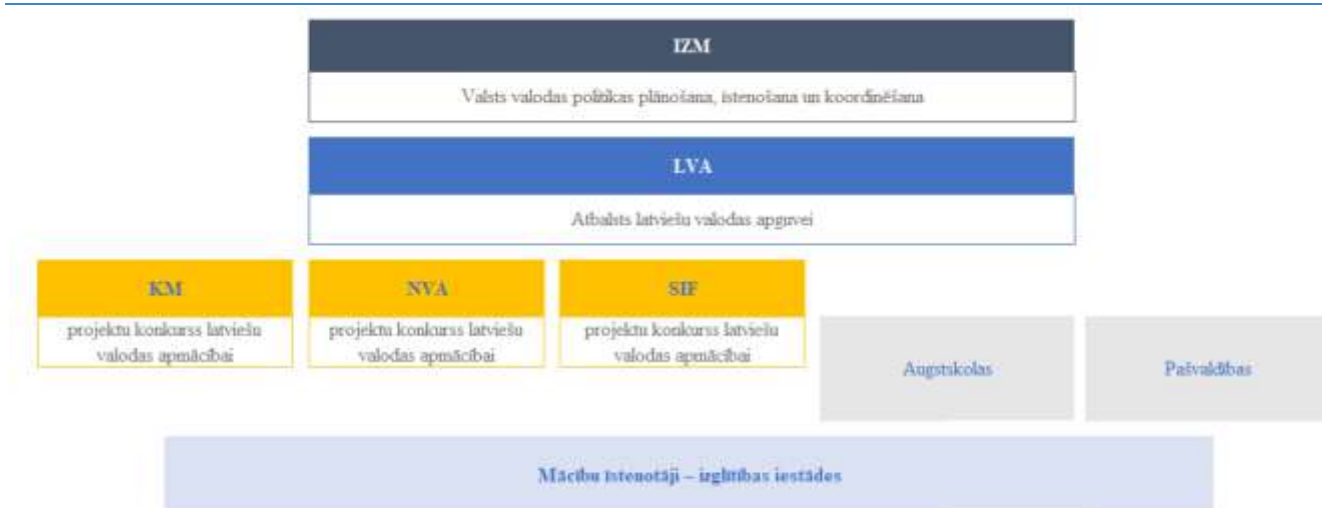 IZM
Valsts valodas politikas plānošana, īstenošana un koordinēšana
LVA
Atbalsts latviešu valodas apguvei
KM
projektu konkurss latviešu
valodas apmācībai
NVA
projektu konkurss latviešu
valodas apmācībai
SIF
projektu konkurss latviešu
valodas apmācībai
Augstskolas
Pašvaldības
Mācību īstenotāji – izglītības iestādes